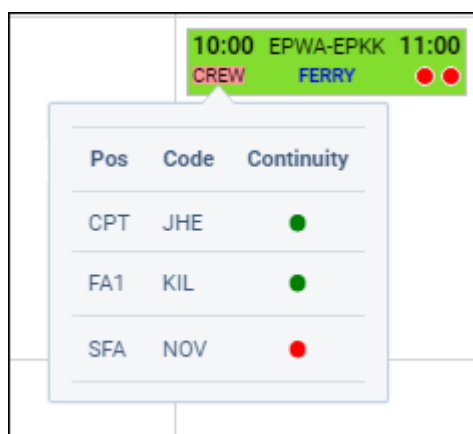 10:00 EPWA-EPKK 11:00
CREW FERRY
Pos Code Continuity
CPT JHE
FA1 KIL
SFA NOV